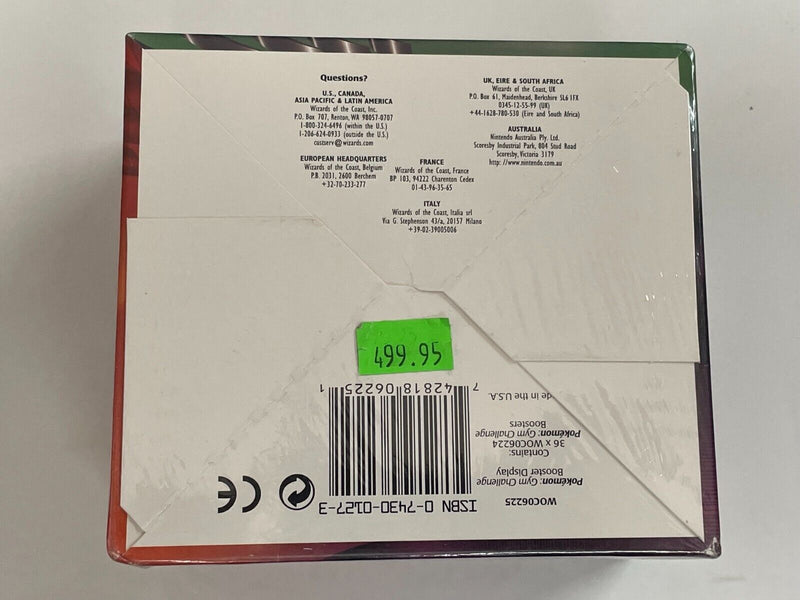 Questions?
U.S., CANADA,
ASIA PACIFIC & LATIN AMERICA
Wizards of the Coast, Inc.
P.O. Box 707, Renton, WA 98057-0707
1-800-324-6496 (within the U.S.)
1-206-624-0933 (outside the U.S.)
custserv@wizards.com
EUROPEAN HEADQUARTERS
Wizards of the Coast, Belgium
P.B. 2031, 2600 Berchem
+32-70-233-277
FRANCE
Wizards of the Coast, France
BP 103, 94222 Charenton Cedex
01-43-96-35-65
ITALY
Wizards of the Coast, Italia srl
Via G. Stephenson 43/a, 20157 Milano
+39-02-39005006
UK, EIRE & SOUTH AFRICA
Wizards of the Coast, UK
P.O. Box 61, Maidenhead, Berkshire SL6 1FX
0345-12-55-99 (UK)
+44-1628-780-530 (Eire and South Africa)
AUSTRALIA
Nintendo Australia Pty. Ltd.
Scoresby Industrial Park, 804 Stud Road
Scoresby, Victoria 3179
http: //www.nintendo.com.au
499.95
WOC06225
Pokémon: Gym Challenge
Booster Display
Contains:
36 x WOC06224
Pokémon: Gym Challenge
Boosters
de in the U.S.A.
ISBN 0-7430-0127-3
7 42818 06225 1
CE